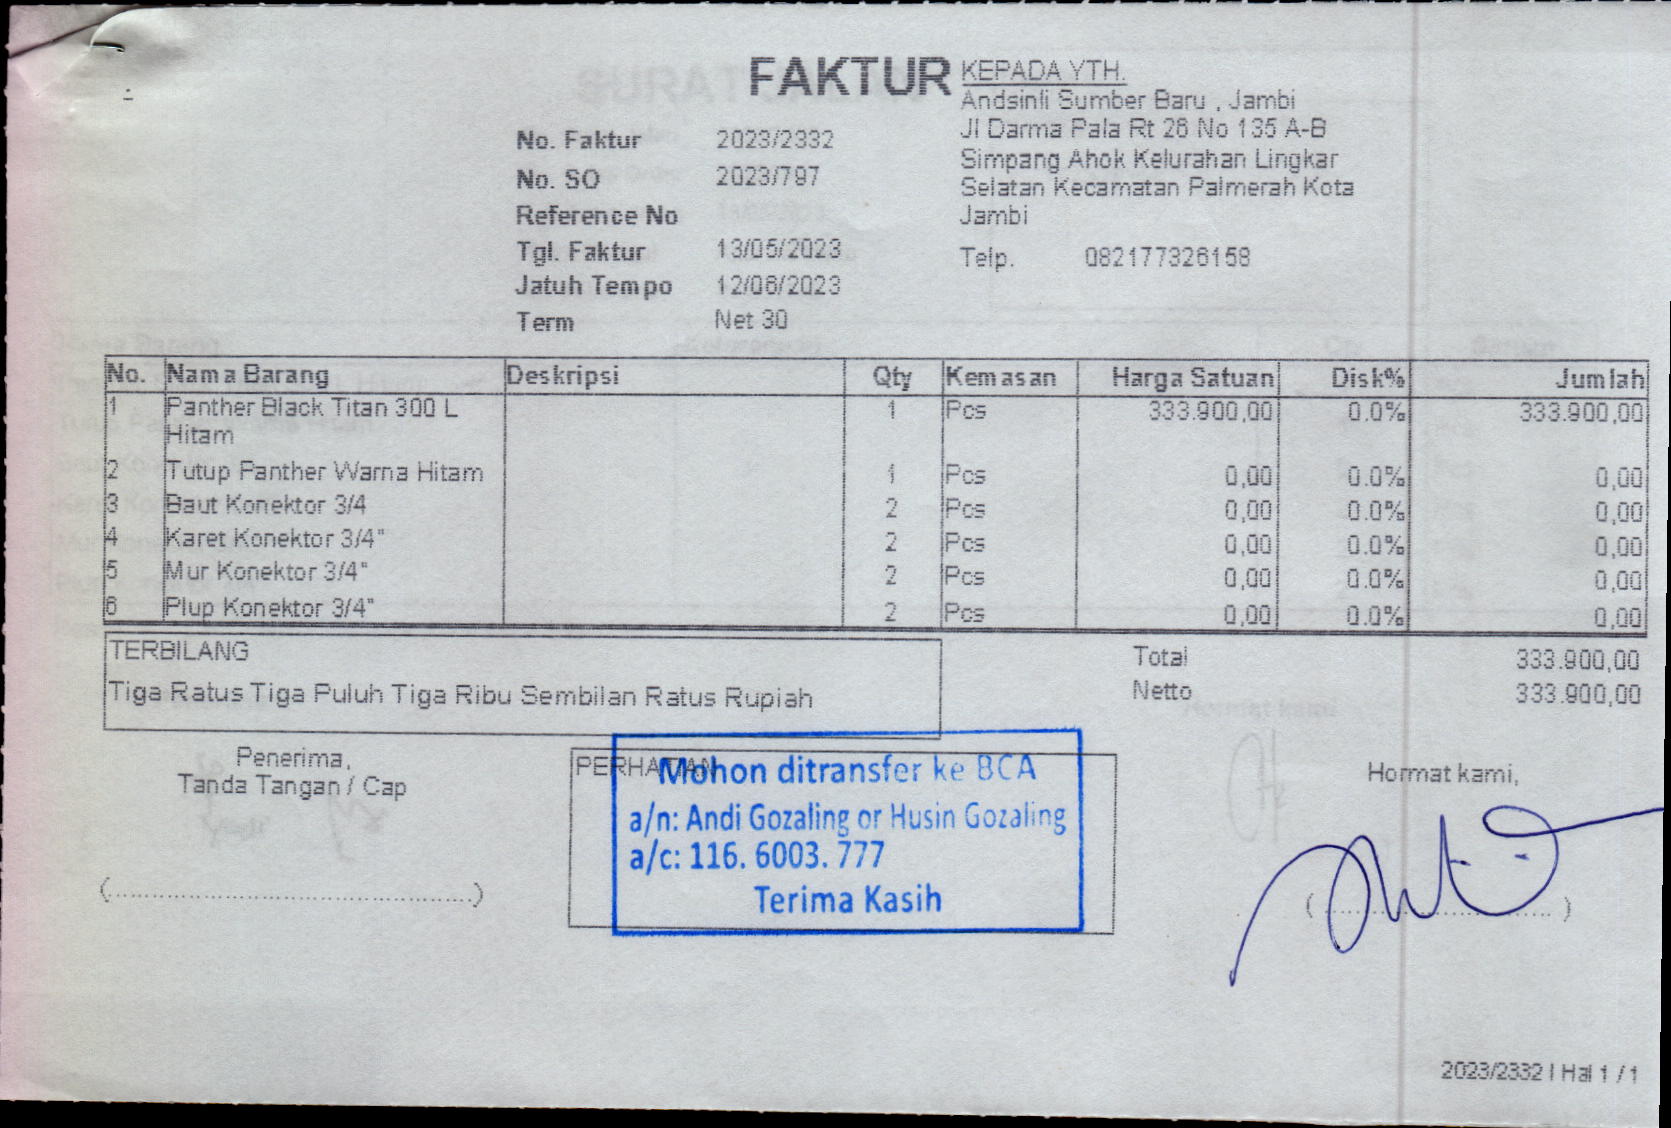 FAKTUR
KEPADA YTH.
Andsinli Sumber Baru , Jambi
Jl Darma Pala Rt 26 No 135 A-B
Simpang Ahok Kelurahan Lingkar
Selatan Kecamatan Palmerah Kota
Jambi
Telp. 082177326158
No. Faktur 2023/2332
No. SO 2023/797
Reference No
Tgl. Faktur 13/05/2023
Jatuh Tempo 12/06/2023
Term Net 30
No. Nama Barang Deskripsi Qty Kemasan Harga Satuan Disk% Jumlah
1 Panther Black Titan 300 L 1 Pcs 333.900,00 0.0% 333.900,00
Hitam
2 Tutup Panther Warna Hitam 1 Pcs 0,00 0.0% 0,00
3 Baut Konektor 3/4 2 Pcs 0,00 0.0% 0,00
4 Karet Konektor 3/4" 2 Pcs 0,00 0.0% 0,00
5 Mur Konektor 3/4" 2 Pcs 0,00 0.0% 0,00
6 Plup Konektor 3/4" 2 Pcs 0,00 0.0% 0,00
TERBILANG
Tiga Ratus Tiga Puluh Tiga Ribu Sembilan Ratus Rupiah
Total 333.900,00
Netto 333.900,00
Penerima,
Tanda Tangan / Cap
(.............................................)
PERHATIAN
Mohon ditransfer ke BCA
a/n: Andi Gozaling or Husin Gozaling
a/c: 116. 6003. 777
Terima Kasih
Hormat kami,
(.............................)
2023/2332 | Hal 1 / 1